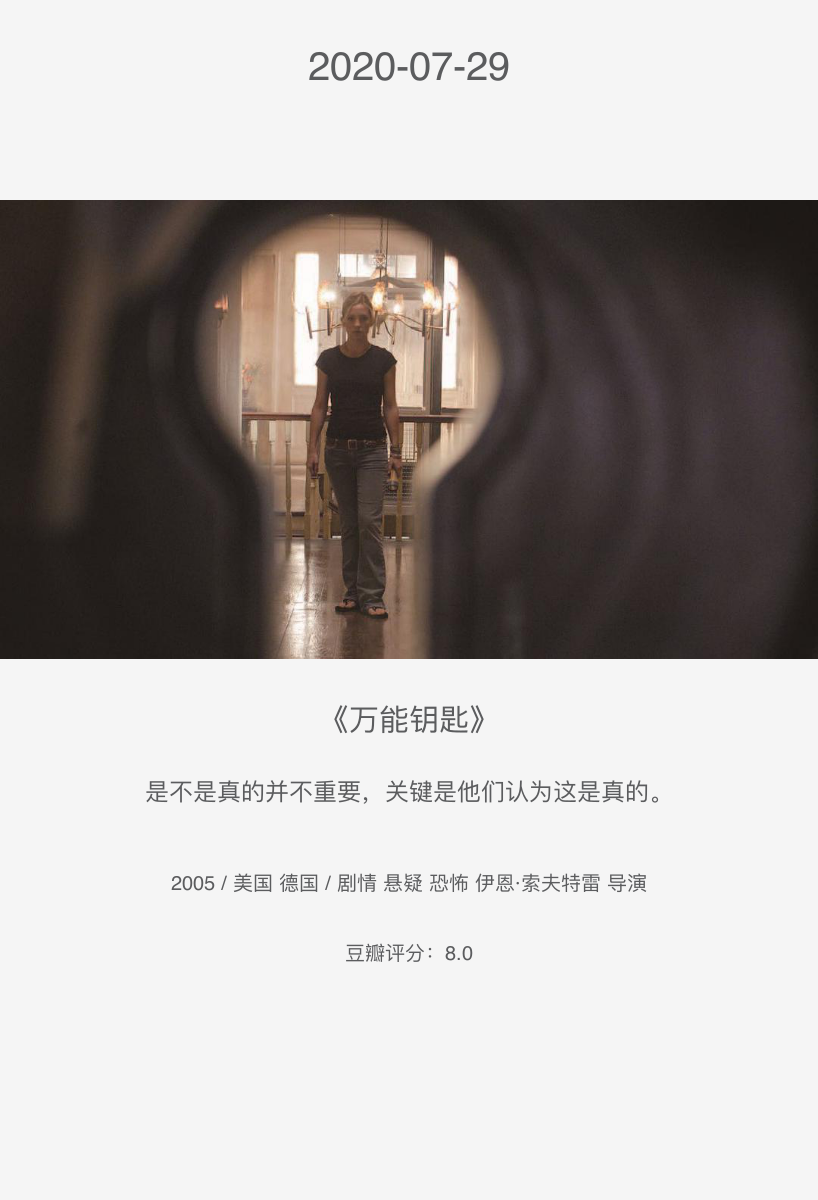 2020-07-29
《万能钥匙》
是不是真的并不重要，关键是他们认为这是真的。
2005 / 美国 德国 / 剧情 悬疑 恐怖 伊恩·索夫特雷 导演
豆瓣评分：8.0